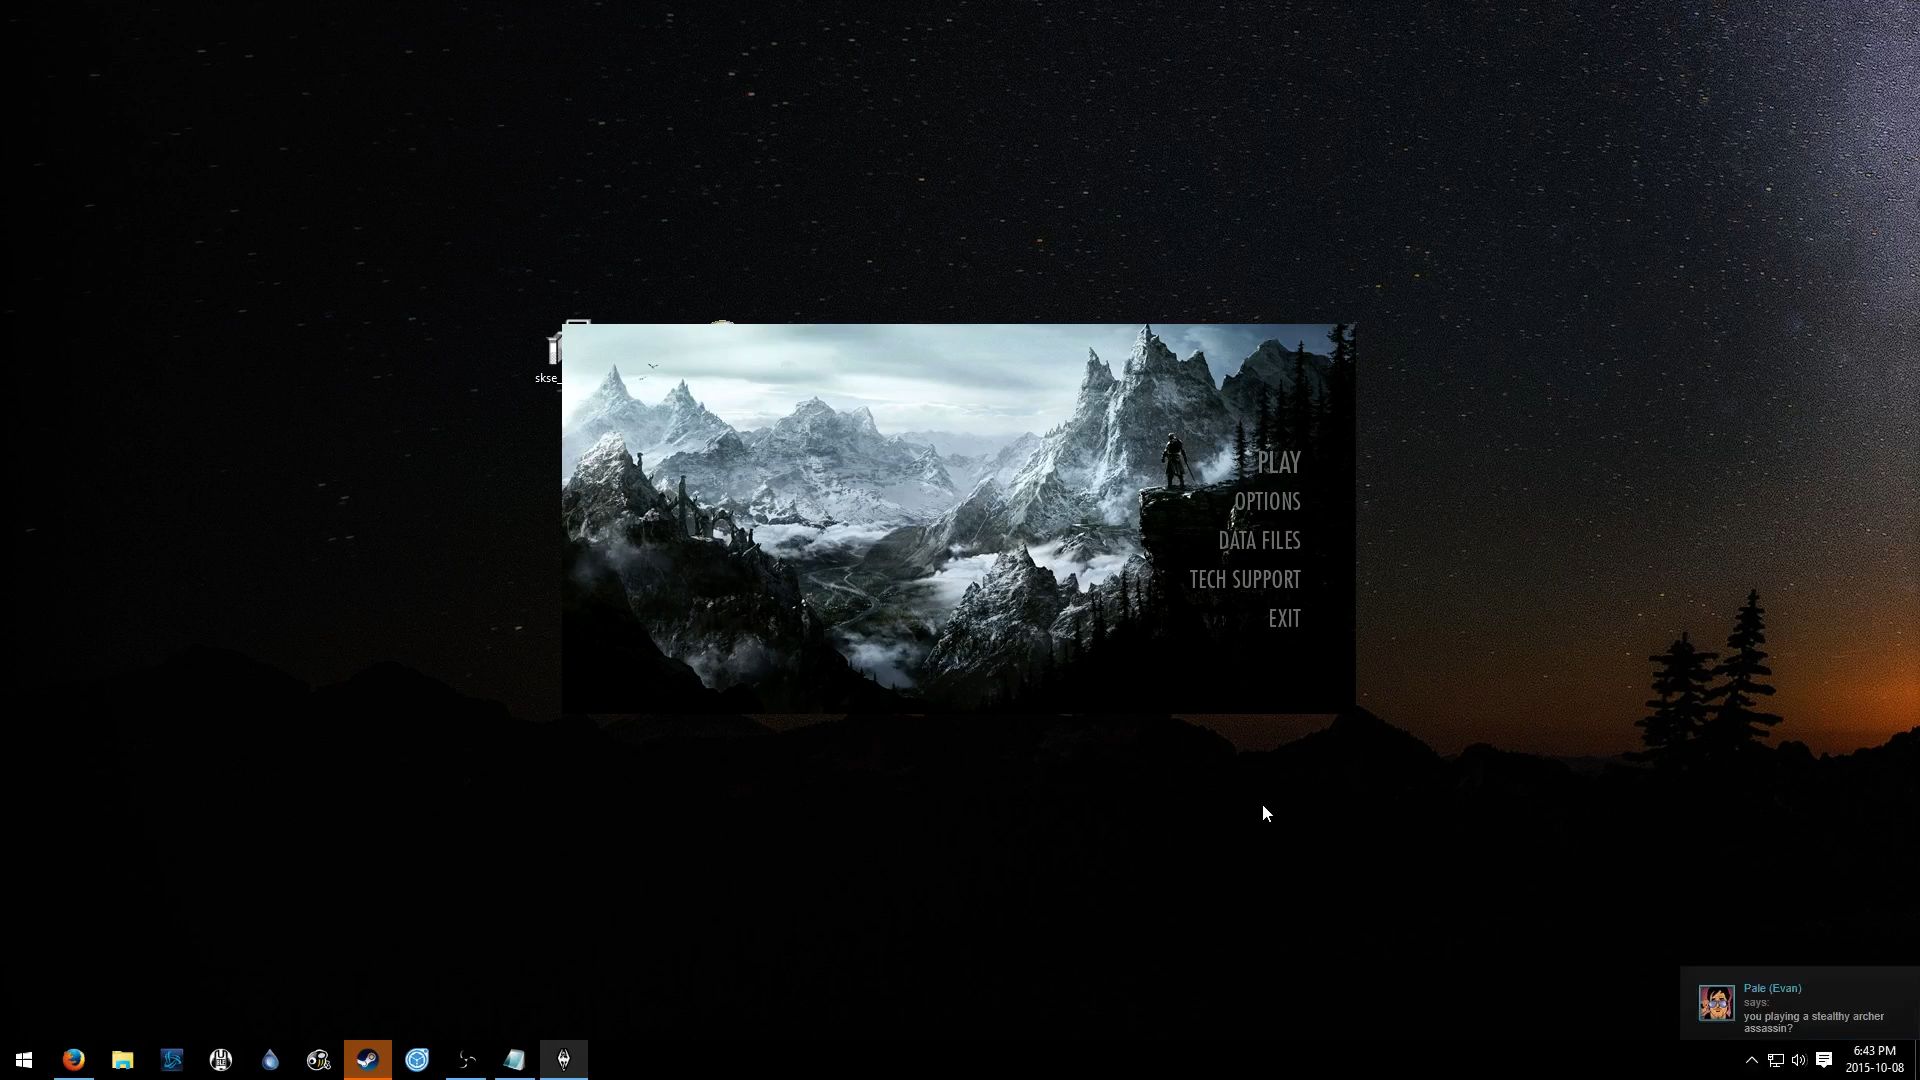 skse_
PLAY
OPTIONS
DATA FILES
TECH SUPPORT
EXIT
Pale (Evan)
says:
you playing a stealthy archer
assassin?
6:43 PM
2015-10-08